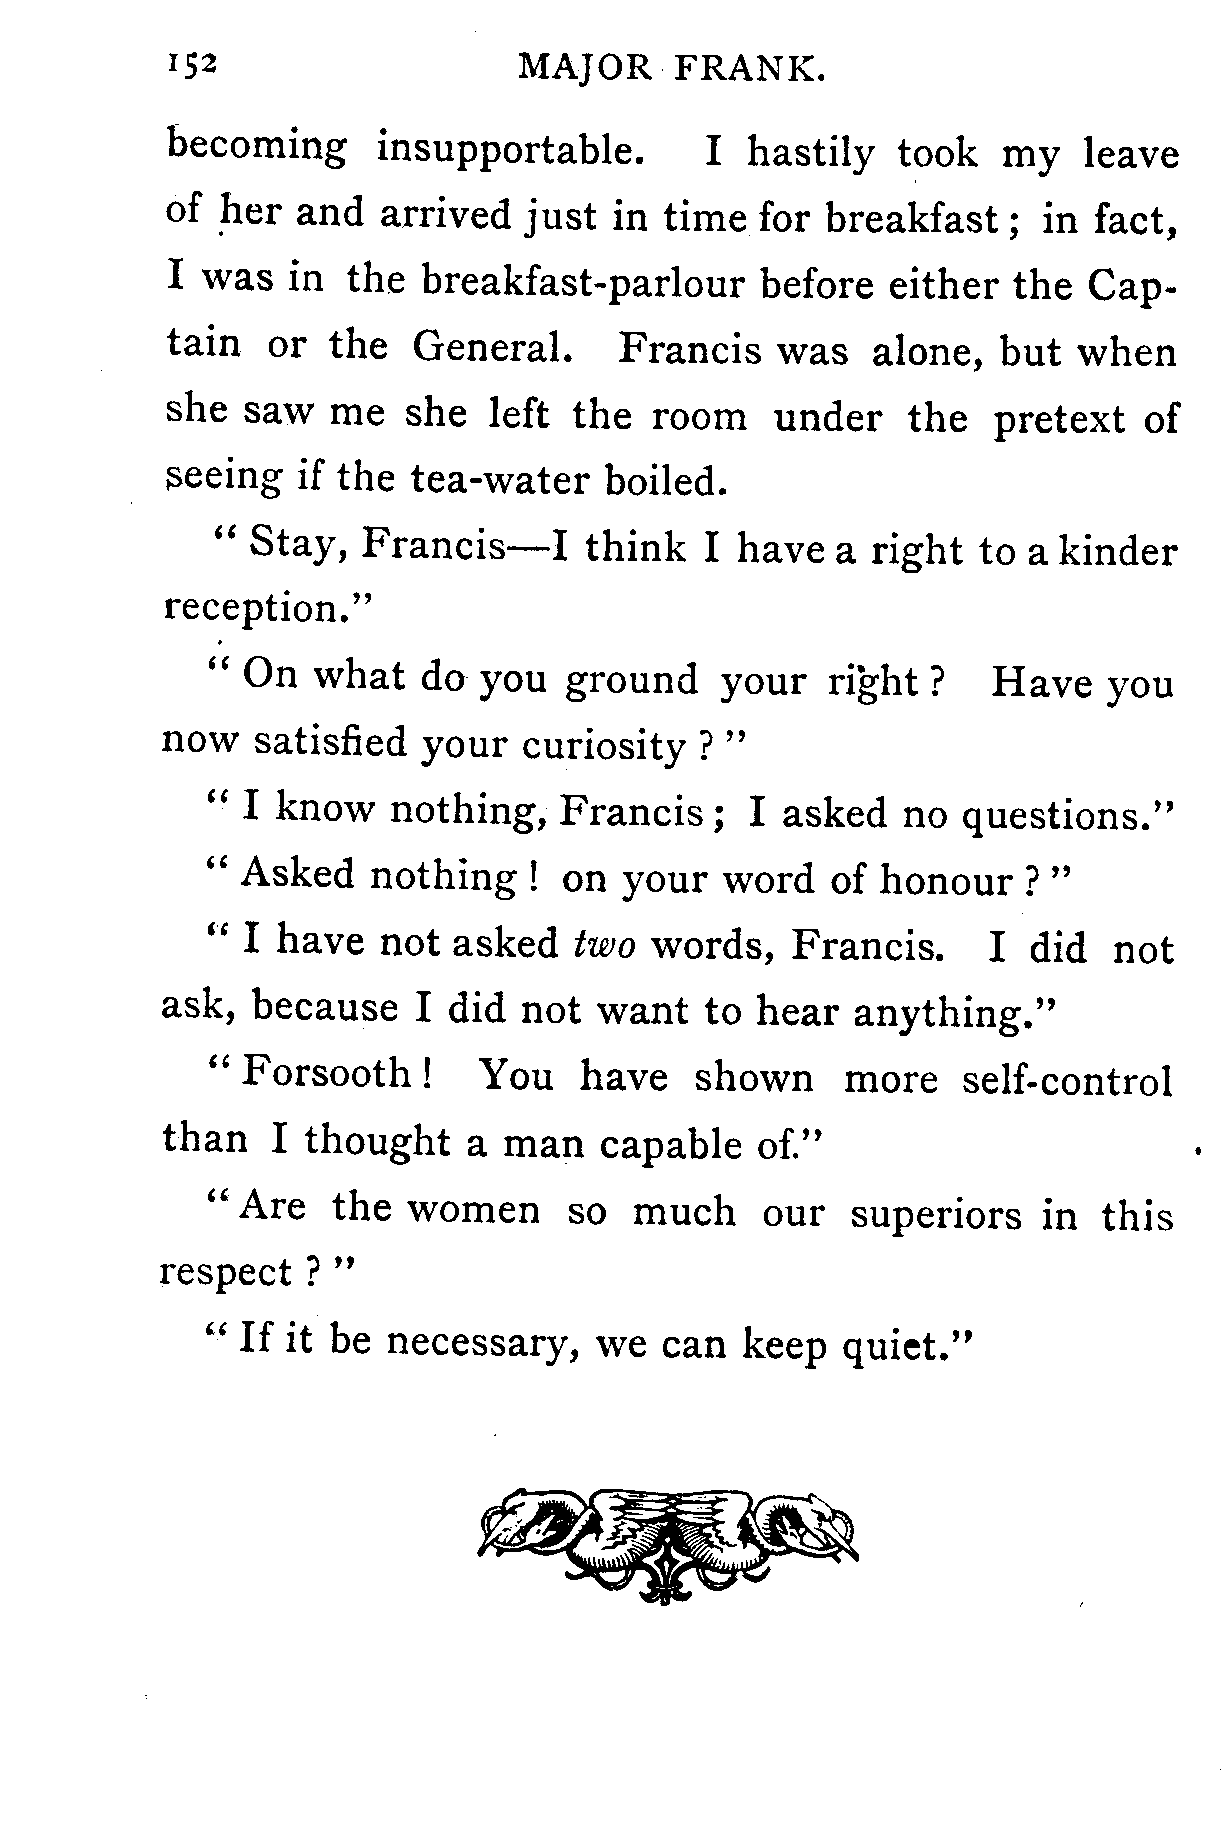 152 MAJOR FRANK.
becoming insupportable. I hastily took my leave
of her and arrived just in time for breakfast ; in fact,
I was in the breakfast-parlour before either the Cap-
tain or the General. Francis was alone, but when
she saw me she left the room under the pretext of
seeing if the tea-water boiled.
“ Stay, Francis—I think I have a right to a kinder
reception.”
“ On what do you ground your right ? Have you
now satisfied your curiosity ? ”
“ I know nothing, Francis ; I asked no questions.”
“ Asked nothing ! on your word of honour ? ”
“ I have not asked two words, Francis. I did not
ask, because I did not want to hear anything.”
“ Forsooth ! You have shown more self-control
than I thought a man capable of.”
“ Are the women so much our superiors in this
respect ? ”
“ If it be necessary, we can keep quiet.”